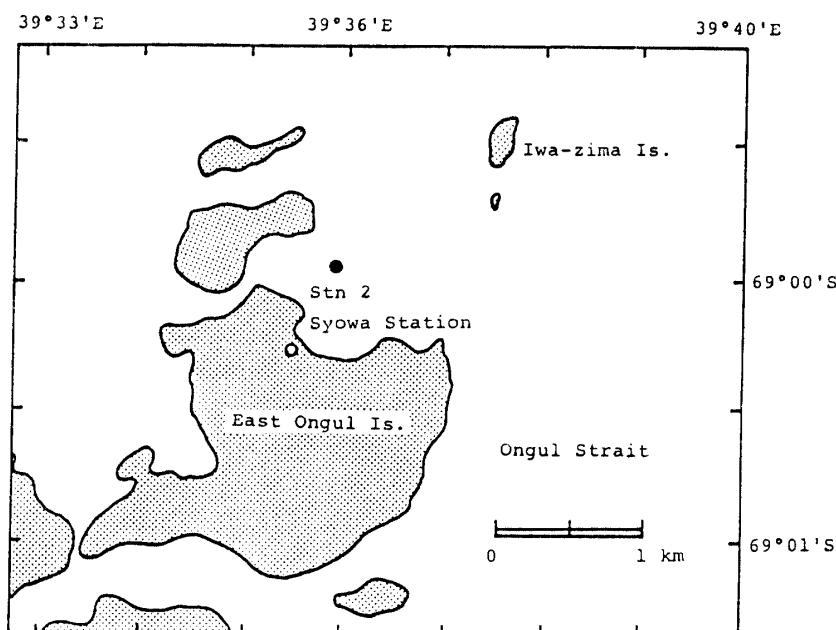 39°33'E
39°36'E
39°40'E
Iwa-zima Is.
69°00'S
Stn 2
Syowa Station
East Ongul Is.
Ongul Strait
0
1 km
69°01'S